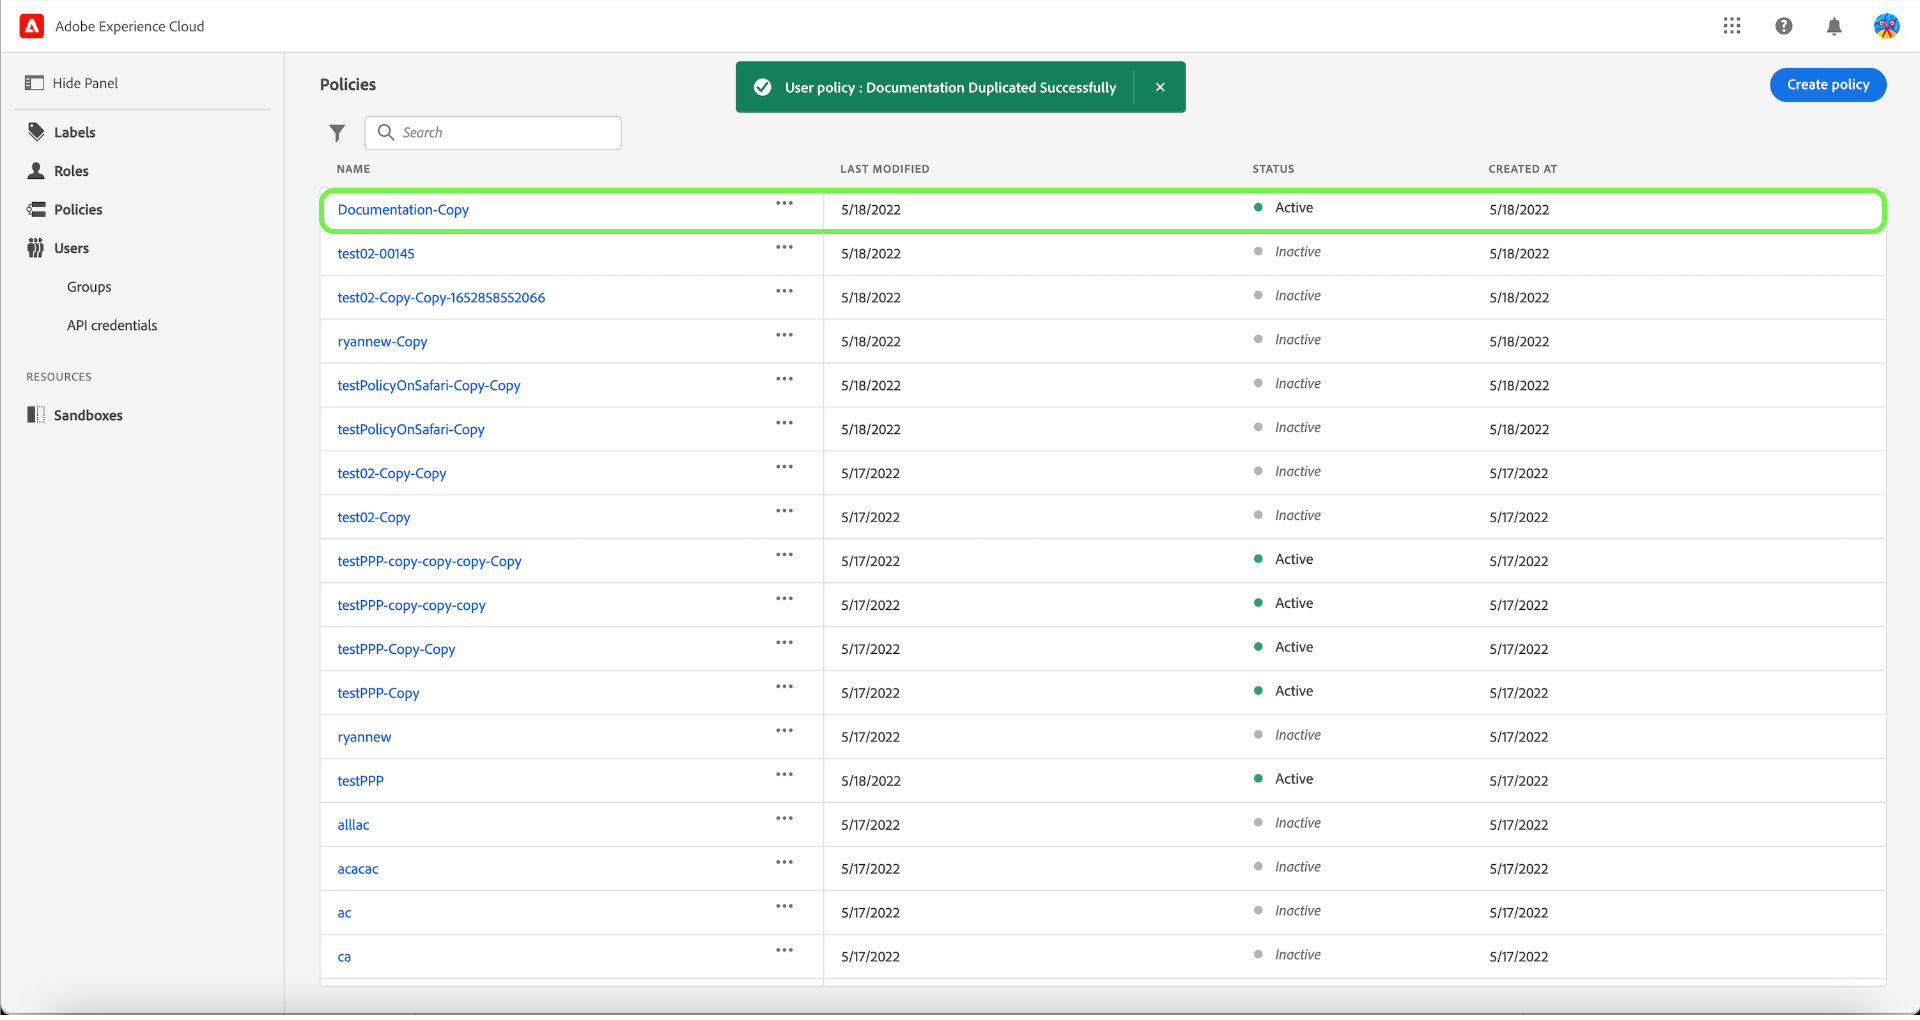 Adobe Experience Cloud
Hide Panel
Labels
Roles
Policies
Users
Groups
API credentials
RESOURCES
Sandboxes
Policies
User policy : Documentation Duplicated Successfully
Create policy
Search
NAME LAST MODIFIED STATUS CREATED AT
Documentation-Copy 5/18/2022 Active 5/18/2022
test02-00145 5/18/2022 Inactive 5/18/2022
test02-Copy-Copy-1652858552066 5/18/2022 Inactive 5/18/2022
ryannew-Copy 5/18/2022 Inactive 5/18/2022
testPolicyOnSafari-Copy-Copy 5/18/2022 Inactive 5/18/2022
testPolicyOnSafari-Copy 5/18/2022 Inactive 5/18/2022
test02-Copy-Copy 5/17/2022 Inactive 5/17/2022
test02-Copy 5/17/2022 Inactive 5/17/2022
testPPP-copy-copy-copy-Copy 5/17/2022 Active 5/17/2022
testPPP-copy-copy-copy 5/17/2022 Active 5/17/2022
testPPP-Copy-Copy 5/17/2022 Active 5/17/2022
testPPP-Copy 5/17/2022 Active 5/17/2022
ryannew 5/17/2022 Inactive 5/17/2022
testPPP 5/18/2022 Active 5/17/2022
alllac 5/17/2022 Inactive 5/17/2022
acacac 5/17/2022 Inactive 5/17/2022
ac 5/17/2022 Inactive 5/17/2022
ca 5/17/2022 Inactive 5/17/2022